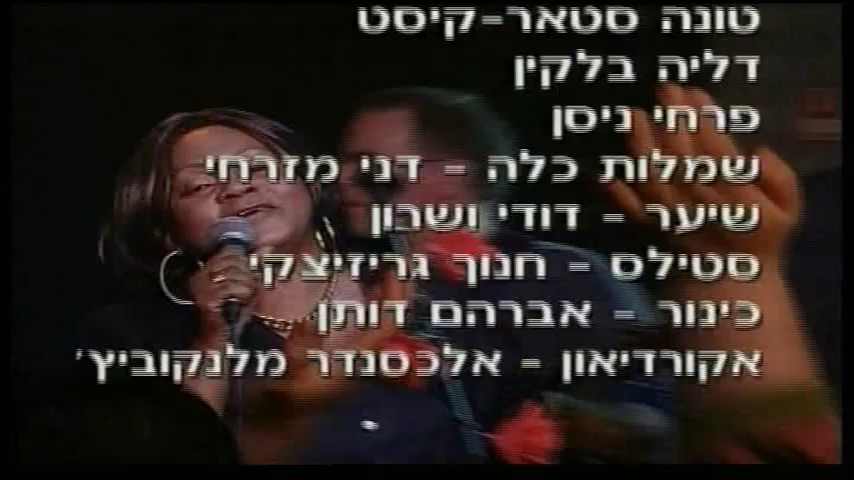 טונה סטאר-קיסט
דליה בלקין
פרחי ניסן
שמלות כלה - דני מזרחי
שיער - דודי ושרון
סטילס - חנוך גריזיצקי
כינור - אברהם דותן
אקורדיאון - אלכסנדר מלנקוביץ'